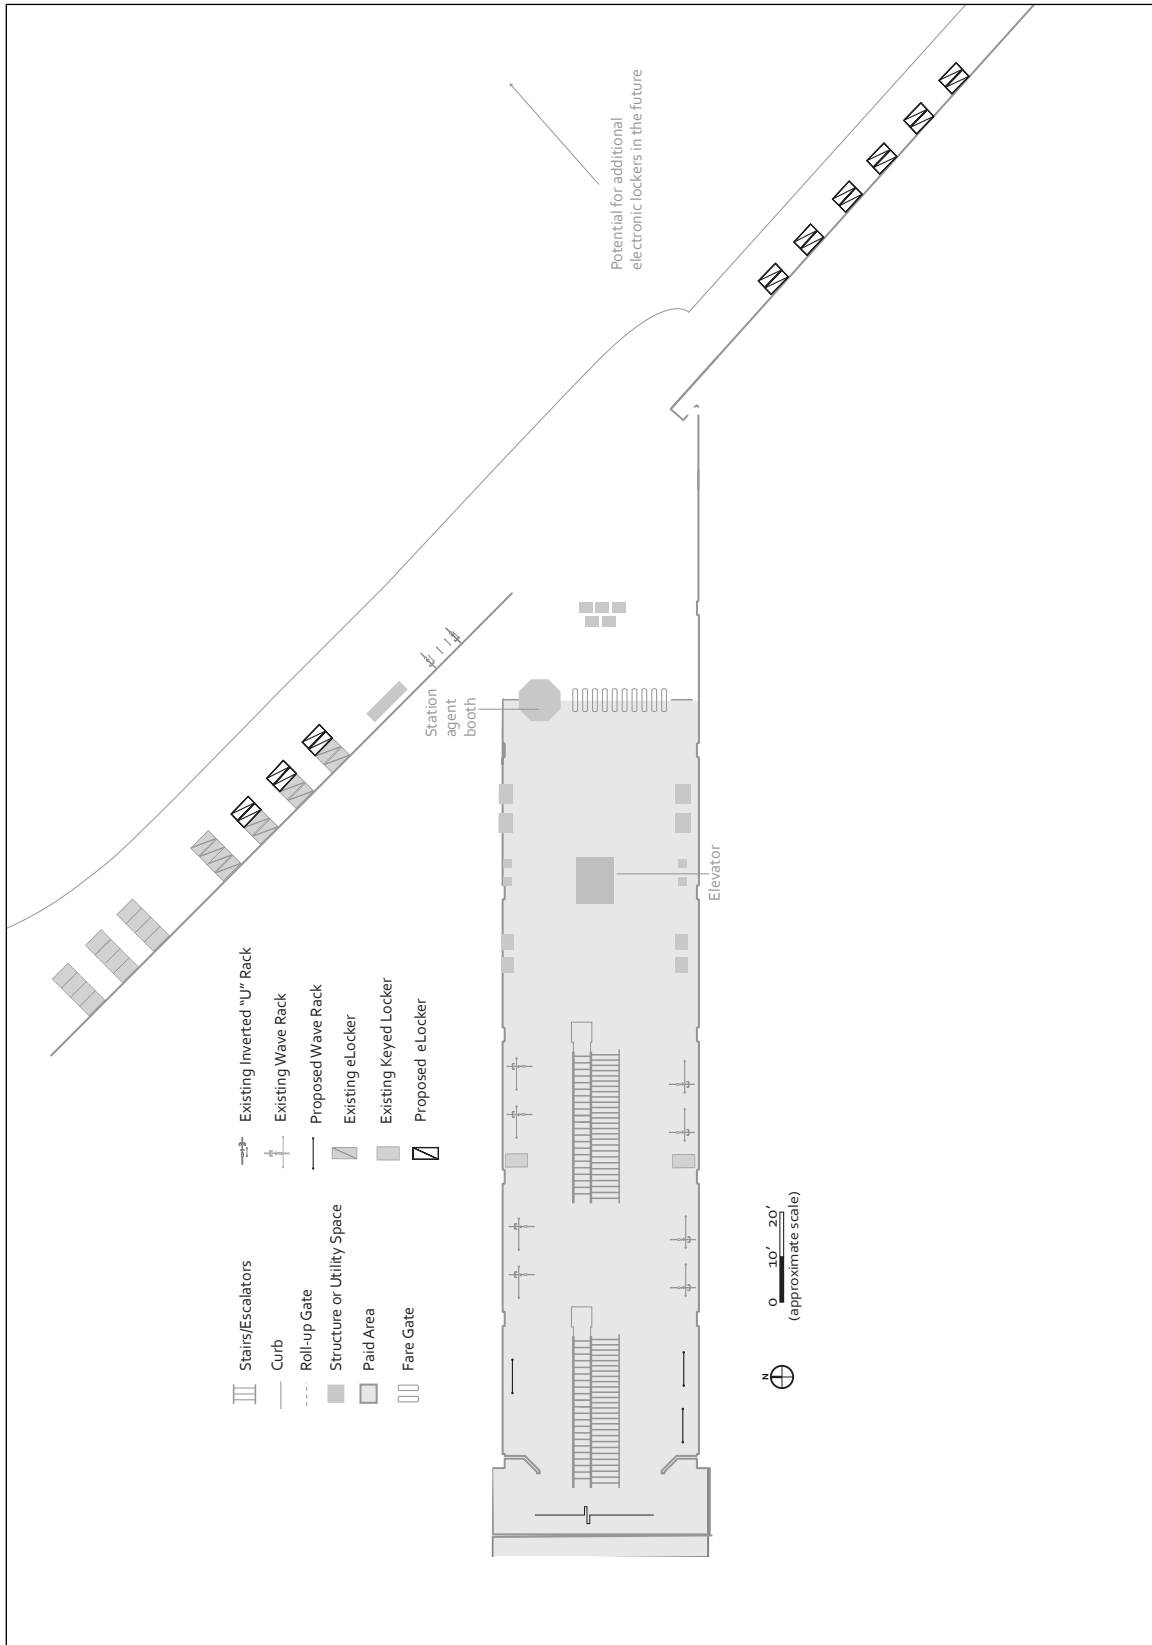 Potential for additional
electronic lockers in the future
Station
agent
booth
Elevator
Stairs/Escalators
Curb
Roll-up Gate
Structure or Utility Space
Paid Area
Fare Gate
Existing Inverted “U” Rack
Existing Wave Rack
Proposed Wave Rack
Existing eLocker
Existing Keyed Locker
Proposed eLocker
N
0 10’ 20’
(approximate scale)